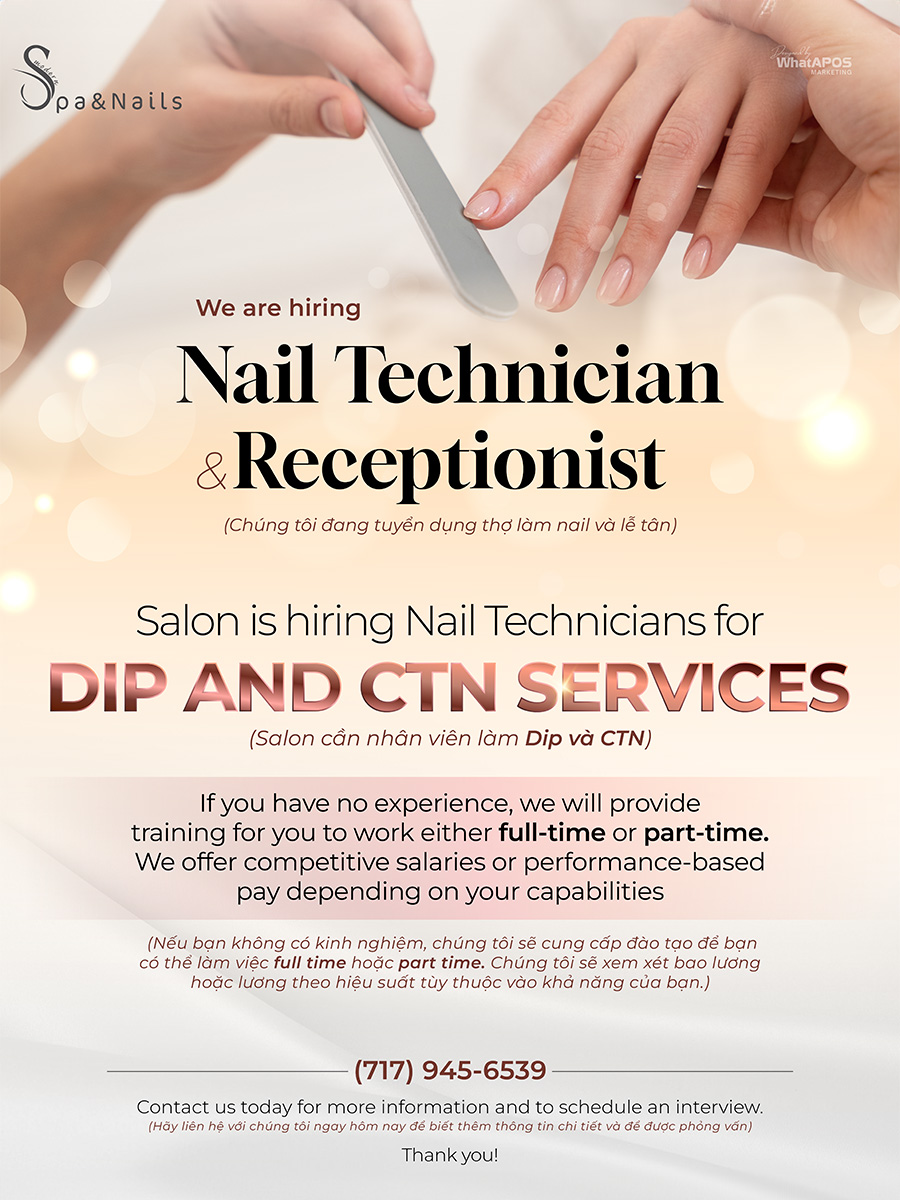 modern
Spa&Nails
Designed by
WhatAPOS
MARKETING
We are hiring
Nail Technician
& Receptionist
(Chúng tôi đang tuyển dụng thợ làm nail và lễ tân)
Salon is hiring Nail Technicians for
DIP AND CTN SERVICES
(Salon cần nhân viên làm Dip và CTN)
If you have no experience, we will provide
training for you to work either full-time or part-time.
We offer competitive salaries or performance-based
pay depending on your capabilities
(Nếu bạn không có kinh nghiệm, chúng tôi sẽ cung cấp đào tạo để bạn
có thể làm việc full time hoặc part time. Chúng tôi sẽ xem xét bao lương
hoặc lương theo hiệu suất tùy thuộc vào khả năng của bạn.)
(717) 945-6539
Contact us today for more information and to schedule an interview.
(Hãy liên hệ với chúng tôi ngay hôm nay để biết thêm thông tin chi tiết và để được phỏng vấn)
Thank you!